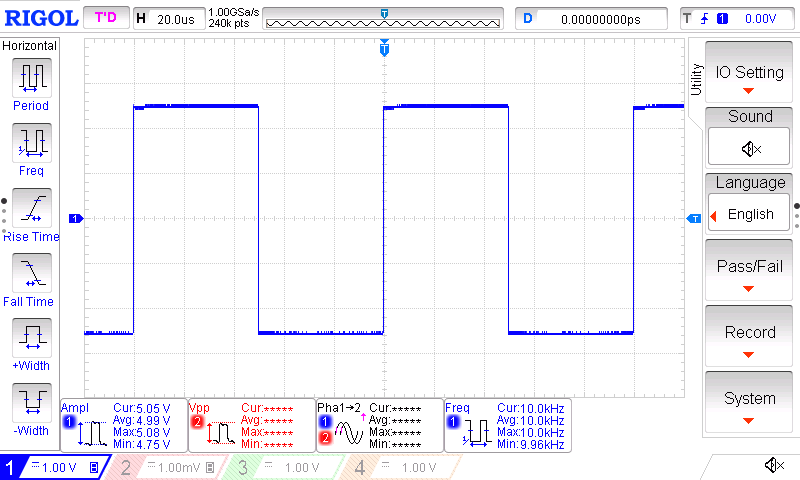 RIGOL T'D H 20.0us 1.00GSa/s 240k pts T D 0.00000000ps T 1 0.00V
Horizontal
Period
Freq
Rise Time
Fall Time
+Width
-Width
T
1
T
Utility
IO Setting
Sound
Language
English
Pass/Fail
Record
System
Ampl Cur:5.05 V
1 Avg:4.99 V
Max:5.08 V
Min:4.75 V
Vpp Cur:*****
2 Avg:*****
Max:*****
Min:*****
Pha1→2 Cur:*****
1 Avg:*****
2 Max:*****
Min:*****
Freq Cur:10.0kHz
1 Avg:10.0kHz
Max:10.0kHz
Min:9.96kHz
1 1.00 V B 2 1.00mV B 3 1.00 V 4 1.00 V